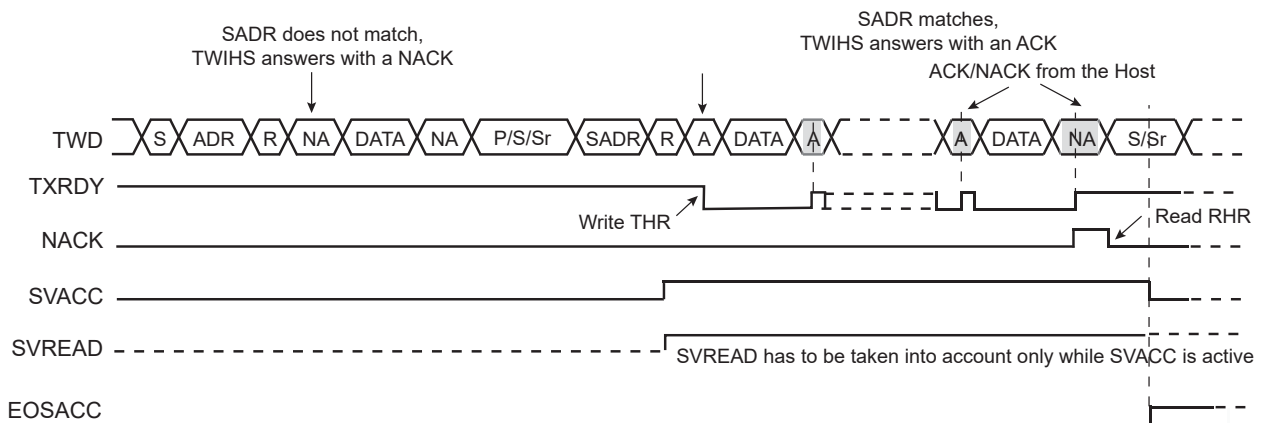 SADR does not match,
TWIHS answers with a NACK
SADR matches,
TWIHS answers with an ACK
ACK/NACK from the Host
TWD S ADR R NA DATA NA P/S/Sr SADR R A DATA A A DATA NA S/Sr
TXRDY
Write THR
Read RHR
NACK
SVACC
SVREAD
SVREAD has to be taken into account only while SVACC is active
EOSACC